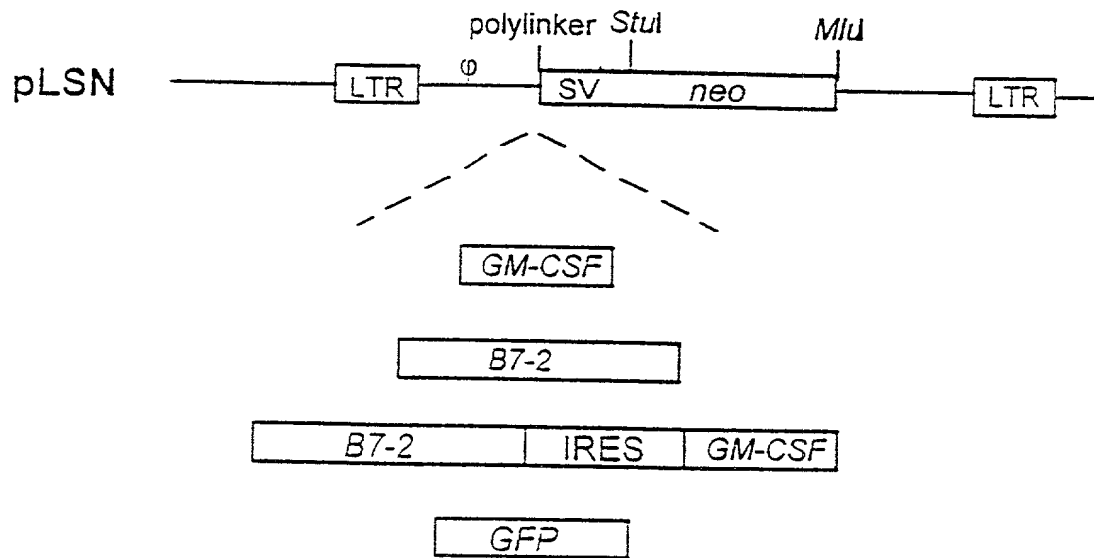 polylinker StuI MluI
pLSN LTR φ SV neo LTR
GM-CSF
B7-2
B7-2 IRES GM-CSF
GFP